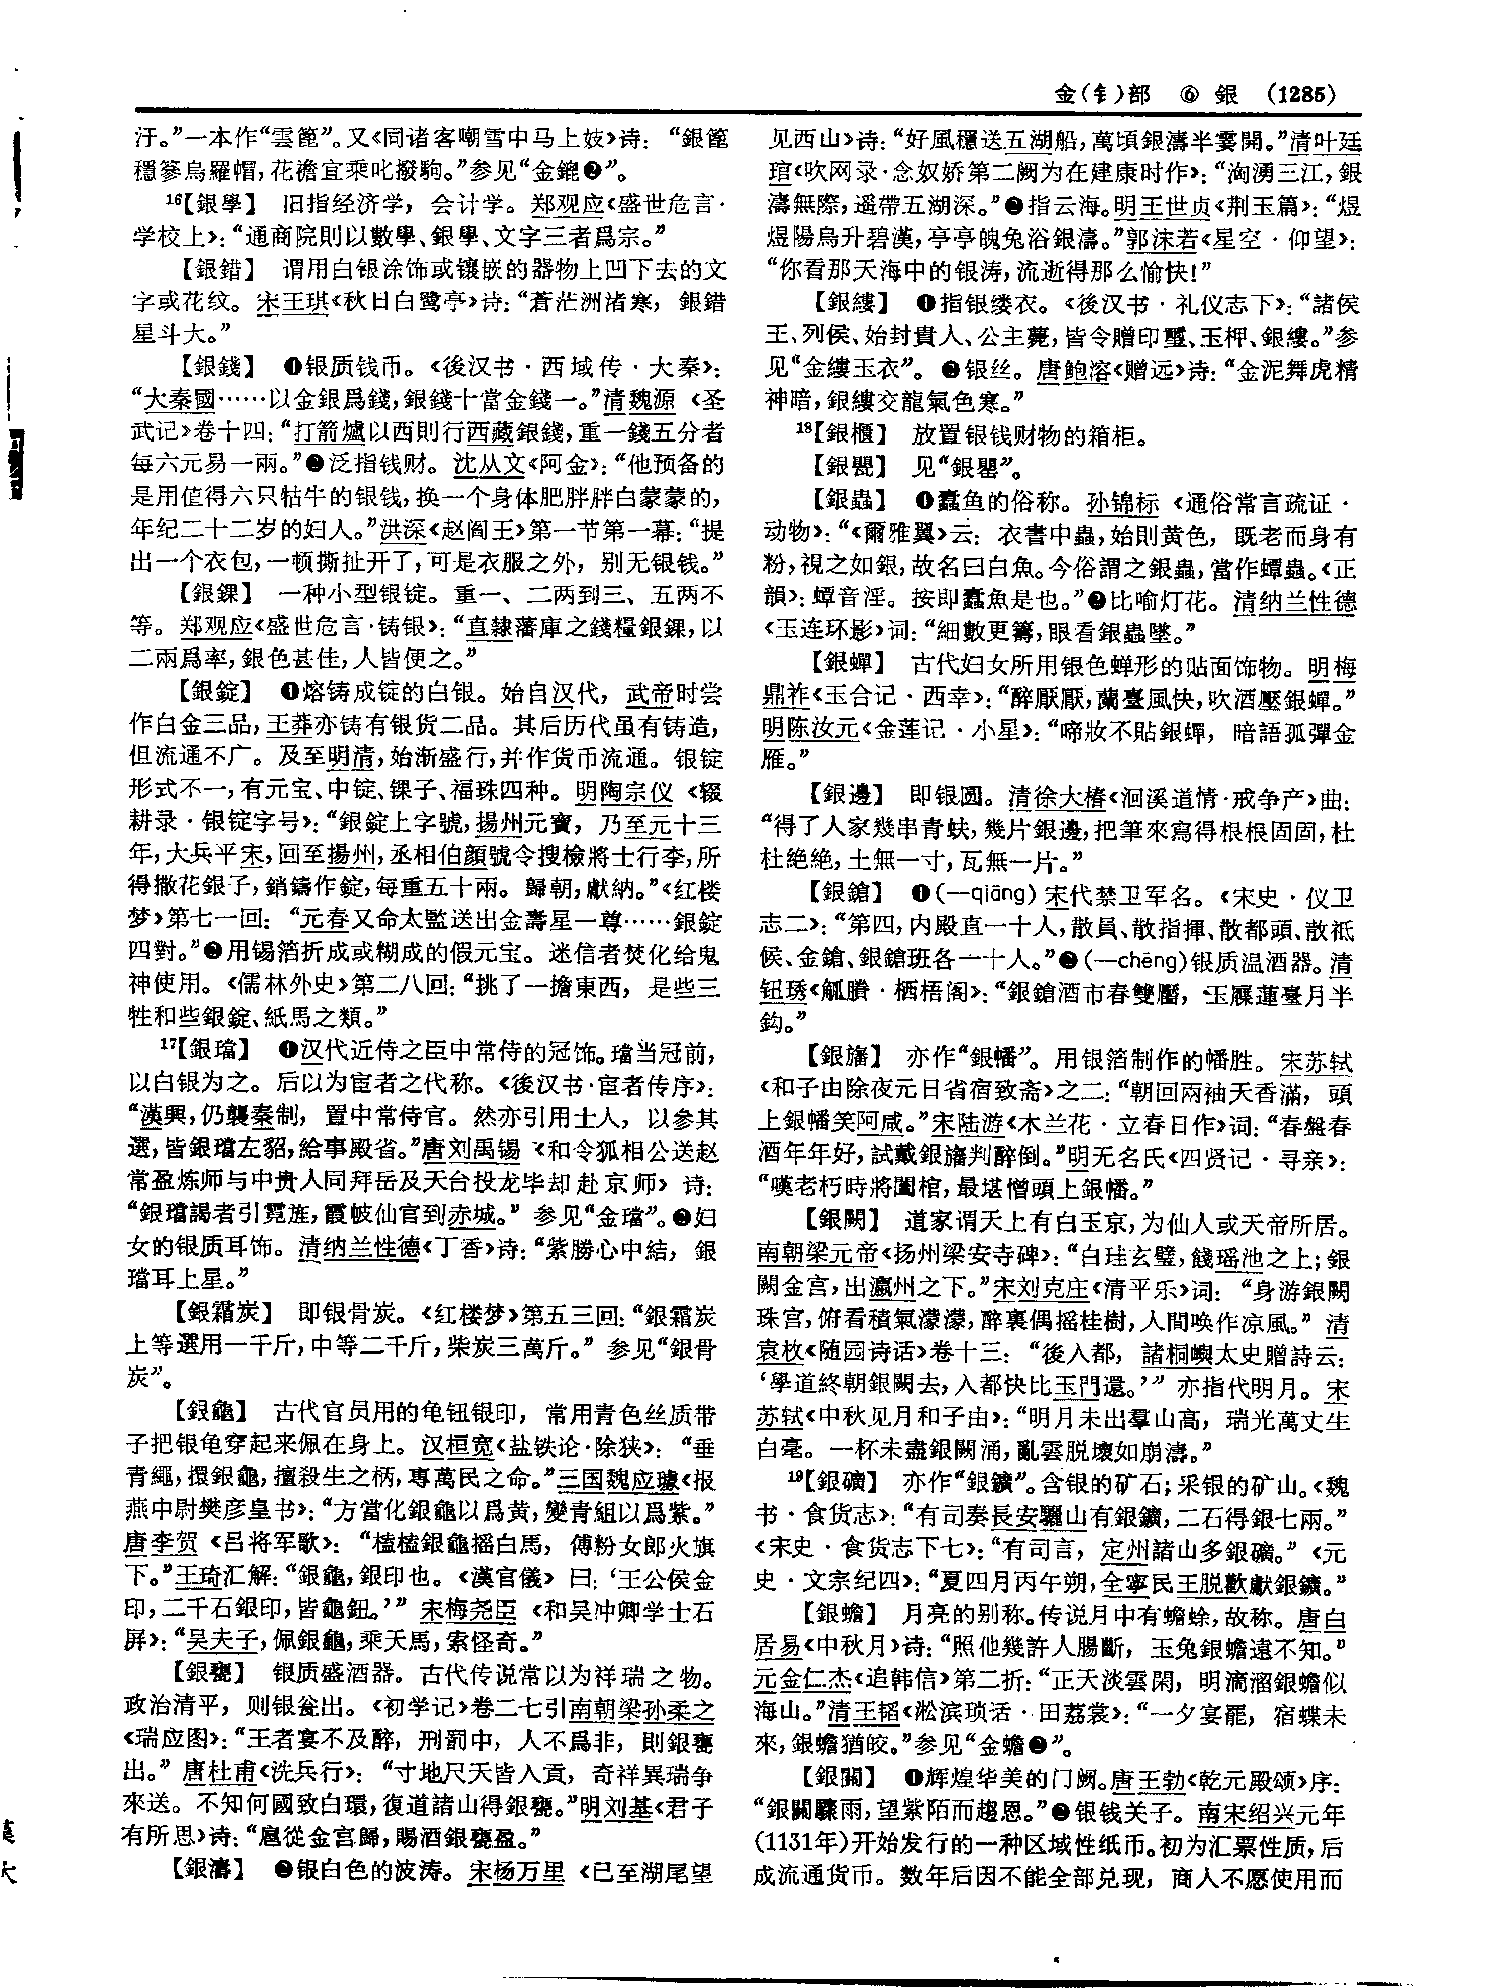 金(钅)部 ⑥ 銀 (1285)
汗。”一本作“雲篦”。又《同诸客嘲雪中马上妓》诗：“銀篦
穩篸烏羅帽，花襜宜乘叱撥駒。”参见“金鎞❷”。
16【銀學】 旧指经济学，会计学。郑观应《盛世危言·
学校上》：“通商院則以數學、銀學、文字三者爲宗。”
【銀錯】 谓用白银涂饰或镶嵌的器物上凹下去的文
字或花纹。宋王琪《秋日白鹭亭》诗：“蒼茫洲渚寒，銀錯
星斗大。”
【銀錢】 ❶银质钱币。《後汉书·西域传·大秦》：
“大秦國……以金銀爲錢，銀錢十當金錢一。”清魏源《圣
武记》卷十四：“打箭爐以西則行西藏銀錢，重一錢五分者
每六元易一兩。”❷泛指钱财。沈从文《阿金》：“他预备的
是用值得六只牯牛的银钱，换一个身体肥胖胖白蒙蒙的，
年纪二十二岁的妇人。”洪深《赵阎王》第一节第一幕：“提
出一个衣包，一顿撕扯开了，可是衣服之外，别无银钱。”
【銀錁】 一种小型银锭。重一、二两到三、五两不
等。郑观应《盛世危言·铸银》：“直隸藩庫之錢糧銀錁，以
二兩爲率，銀色甚佳，人皆便之。”
【銀錠】 ❶熔铸成锭的白银。始自汉代，武帝时尝
作白金三品，王莽亦铸有银货二品。其后历代虽有铸造，
但流通不广。及至明清，始渐盛行，并作货币流通。银锭
形式不一，有元宝、中锭、锞子、福珠四种。明陶宗仪《辍
耕录·银锭字号》：“銀錠上字號，揚州元寶，乃至元十三
年，大兵平宋，回至揚州，丞相伯顏號令搜檢將士行李，所
得撒花銀子，銷鑄作錠，每重五十兩。歸朝，獻納。”《红楼
梦》第七一回：“元春又命太監送出金壽星一尊……銀錠
四對。”❷用锡箔折成或糊成的假元宝。迷信者焚化给鬼
神使用。《儒林外史》第二八回：“挑了一擔東西，是些三
牲和些銀錠、紙馬之類。”
17【銀璫】 ❶汉代近侍之臣中常侍的冠饰。璫当冠前，
以白银为之。后以为宦者之代称。《後汉书·宦者传序》：
“漢興，仍襲秦制，置中常侍官。然亦引用士人，以参其
選，皆銀璫左貂，給事殿省。”唐刘禹锡《和令狐相公送赵
常盈炼师与中贵人同拜岳及天台投龙毕却赴京师》诗：
“銀璫謁者引霓旌，霞帔仙官到赤城。”参见“金璫”。❷妇
女的银质耳饰。清纳兰性德《丁香》诗：“紫勝心中結，銀
璫耳上星。”
【銀霜炭】 即银骨炭。《红楼梦》第五三回：“銀霜炭
上等選用一千斤，中等二千斤，柴炭三萬斤。”参见“銀骨
炭”。
【銀龜】 古代官员用的龟钮银印，常用青色丝质带
子把银龟穿起来佩在身上。汉桓宽《盐铁论·除狭》：“垂
青繩，擐銀龜，擅殺生之柄，專萬民之命。”三国魏应璩《报
燕中尉樊彦皇书》：“方當化銀龜以爲黄，變青組以爲紫。”
唐李贺《吕将军歌》：“榼榼銀龜摇白馬，傅粉女郎火旗
下。”王琦汇解：“銀龜，銀印也。《漢官儀》曰：‘王公侯金
印，二千石銀印，皆龜鈕。’”宋梅尧臣《和吴冲卿学士石
屏》：“吴夫子，佩銀龜，乘天馬，索怪奇。”
【銀甕】 银质盛酒器。古代传说常以为祥瑞之物。
政治清平，则银瓮出。《初学记》卷二七引南朝梁孙柔之
《瑞应图》：“王者宴不及醉，刑罰中，人不爲非，則銀甕
出。”唐杜甫《洗兵行》：“寸地尺天皆入貢，奇祥異瑞争
來送。不知何國致白環，復道諸山得銀甕。”明刘基《君子
有所思》诗：“扈從金宫歸，賜酒銀甕盈。”
【銀濤】 ❷银白色的波涛。宋杨万里《已至湖尾望
见西山》诗：“好風穩送五湖船，萬頃銀濤半霎開。”清叶廷
琯《吹网录·念奴娇第二阙为在建康时作》：“洶湧三江，銀
濤無際，遥帶五湖深。”❷指云海。明王世贞《荆玉篇》：“煜
煜陽烏升碧漢，亭亭魄兔浴銀濤。”郭沫若《星空·仰望》：
“你看那天海中的银涛，流逝得那么愉快！”
【銀縷】 ❶指银缕衣。《後汉书·礼仪志下》：“諸侯
王、列侯、始封貴人、公主薨，皆令贈印璽、玉柙、銀縷。”参
见“金缕玉衣”。❷银丝。唐鲍溶《赠远》诗：“金泥舞虎精
神暗，銀縷交龍氣色寒。”
18【銀櫃】 放置银钱财物的箱柜。
【銀甖】 见“銀罌”。
【銀蟲】 ❶蠹鱼的俗称。孙锦标《通俗常言疏证·
动物》：“《爾雅翼》云：衣書中蟲，始則黄色，既老而身有
粉，視之如銀，故名曰白魚。今俗謂之銀蟲，當作蟫蟲。《正
韻》：蟫音淫。按即蠹魚是也。”❷比喻灯花。清纳兰性德
《玉连环影》词：“細數更籌，眼看銀蟲墜。”
【銀蟬】 古代妇女所用银色蝉形的贴面饰物。明梅
鼎祚《玉合记·西幸》：“醉厭厭，蘭臺風快，吹酒壓銀蟬。”
明陈汝元《金莲记·小星》：“啼妝不貼銀蟬，暗語孤彈金
雁。”
【銀邊】 即银圆。清徐大椿《洄溪道情·戒争产》曲：
“得了人家幾串青蚨，幾片銀邊，把筆來寫得根根固固，杜
杜絶絶，土無一寸，瓦無一片。”
【銀鎗】 ❶(—qiāng)宋代禁卫军名。《宋史·仪卫
志二》：“第四，内殿直一十人，散員、散指揮、散都頭、散祗
侯、金鎗、銀鎗班各一十人。”❷(—chēng)银质温酒器。清
钮琇《觚賸·栖梧阁》：“銀鎗酒市春雙靨，玉屧蓮臺月半
鈎。”
【銀旛】 亦作“銀幡”。用银箔制作的幡胜。宋苏轼
《和子由除夜元日省宿致斋》之二：“朝回兩袖天香滿，頭
上銀幡笑阿咸。”宋陆游《木兰花·立春日作》词：“春盤春
酒年年好，試戴銀旛判醉倒。”明无名氏《四贤记·寻亲》：
“嘆老朽時將闔棺，最堪憎頭上銀幡。”
【銀闕】 道家谓天上有白玉京，为仙人或天帝所居。
南朝梁元帝《扬州梁安寺碑》：“白珪玄璧，餞瑶池之上；銀
闕金宫，出瀛州之下。”宋刘克庄《清平乐》词：“身游銀闕
珠宫，俯看積氣濛濛，醉裏偶摇桂樹，人間唤作凉風。”清
袁枚《随园诗话》卷十三：“後入都，諸桐嶼太史贈詩云：
‘學道終朝銀闕去，入都快比玉門還。’”亦指代明月。宋
苏轼《中秋见月和子由》：“明月未出羣山高，瑞光萬丈生
白毫。一杯未盡銀闕涌，亂雲脱壞如崩濤。”
19【銀礦】 亦作“銀鑛”。含银的矿石；采银的矿山。《魏
书·食货志》：“有司奏長安驪山有銀鑛，二石得銀七兩。”
《宋史·食货志下七》：“有司言，定州諸山多銀礦。”《元
史·文宗纪四》：“夏四月丙午朔，全寧民王脱歡獻銀鑛。”
【銀蟾】 月亮的别称。传说月中有蟾蜍，故称。唐白
居易《中秋月》诗：“照他幾許人腸斷，玉兔銀蟾遠不知。”
元金仁杰《追韩信》第二折：“正天淡雲閑，明滴溜銀蟾似
海山。”清王韬《淞滨琐话·田荔裳》：“一夕宴罷，宿蝶未
來，銀蟾猶皎。”参见“金蟾❷”。
【銀關】 ❶辉煌华美的门阙。唐王勃《乾元殿颂》序：
“銀關驟雨，望紫陌而趨恩。”❷银钱关子。南宋绍兴元年
(1131年)开始发行的一种区域性纸币。初为汇票性质，后
成流通货币。数年后因不能全部兑现，商人不愿使用而